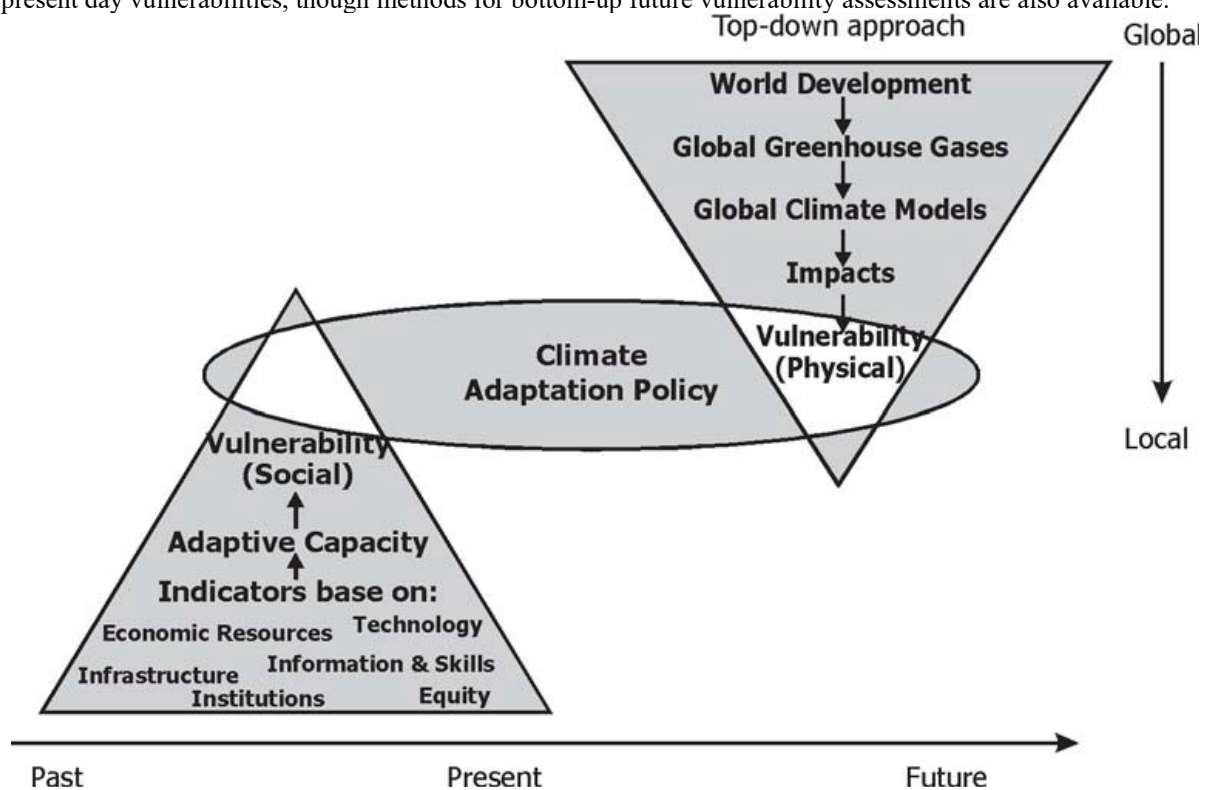 present day vulnerabilities, though methods for bottom-up future vulnerability assessments are also available.
Top-down approach
Global
World Development
Global Greenhouse Gases
Global Climate Models
Impacts
Vulnerability
(Physical)
Climate
Adaptation Policy
Local
Vulnerability
(Social)
Adaptive Capacity
Indicators base on:
Economic Resources
Technology
Infrastructure
Information & Skills
Institutions
Equity
Past
Present
Future